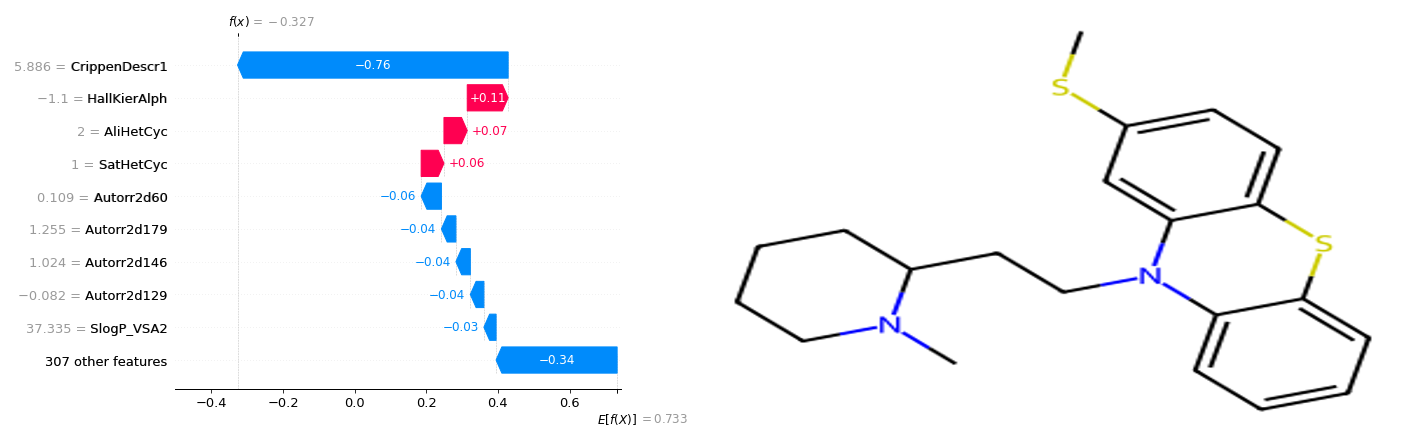 f(x) = −0.327
5.886 = CrippenDescr1
−0.76
−1.1 = HallKierAlph
+0.11
2 = AliHetCyc
+0.07
1 = SatHetCyc
+0.06
0.109 = Autorr2d60
−0.06
1.255 = Autorr2d179
−0.04
1.024 = Autorr2d146
−0.04
−0.082 = Autorr2d129
−0.04
37.335 = SlogP_VSA2
−0.03
307 other features
−0.34
−0.4 −0.2 0.0 0.2 0.4 0.6
E[f(X)] = 0.733
S
S
N
N